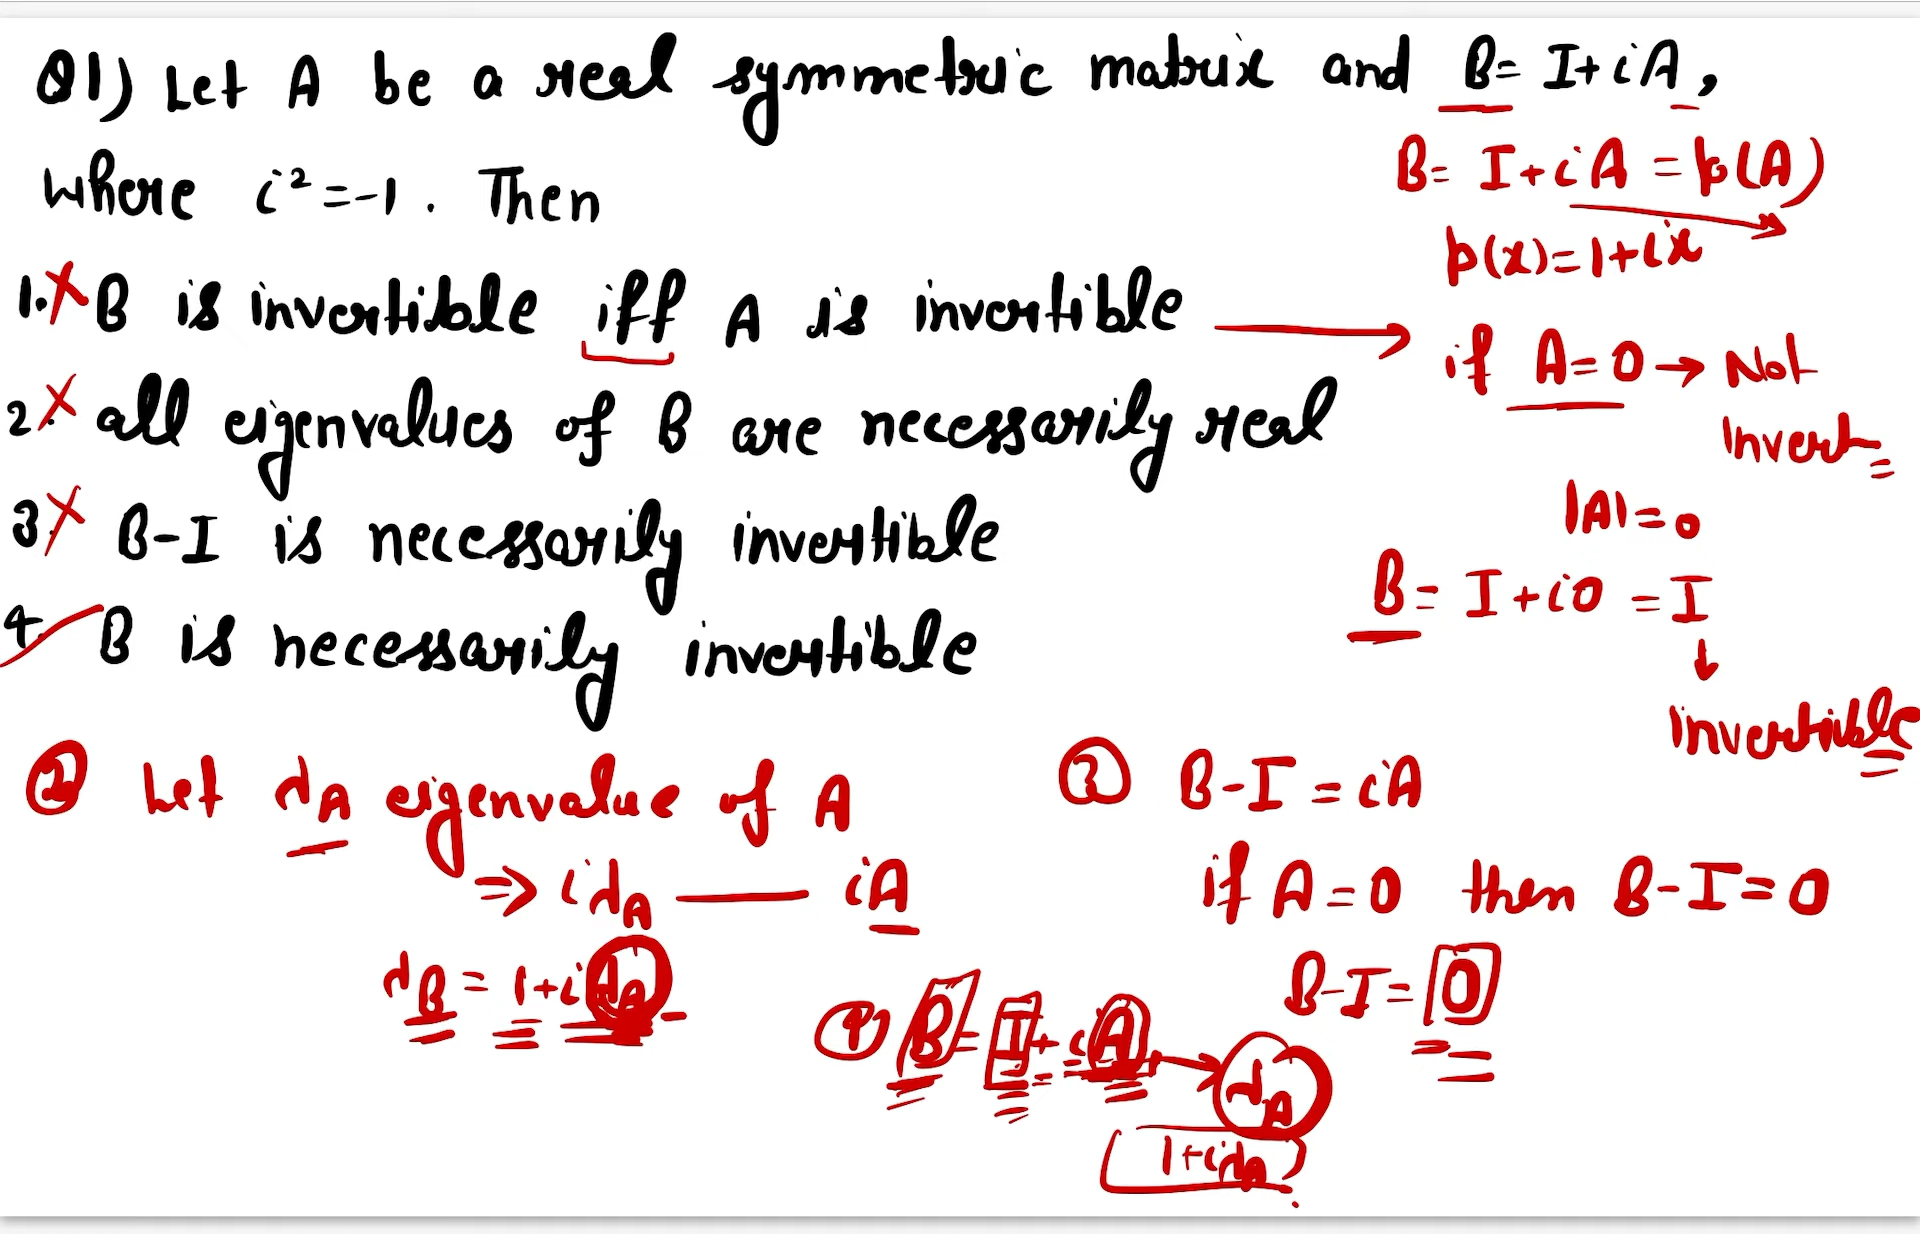 Q1) Let A be a real symmetric matrix and B= I+iA,
where i²=-1. Then
1. B is invertible iff A is invertible
2. all eigenvalues of B are necessarily real
3. B-I is necessarily invertible
4. B is necessarily invertible
B= I+iA = p(A)
p(x)=1+ix
if A=0 → Not
Invert
|A|=0
B= I+i0 = I
↓
invertible
② Let λA eigenvalue of A
⇒ iλA — iA
λB = 1+iλA
③ B-I = iA
if A=0 then B-I=0
B-I= 0
④ B = I + iA → λA
1+iλA